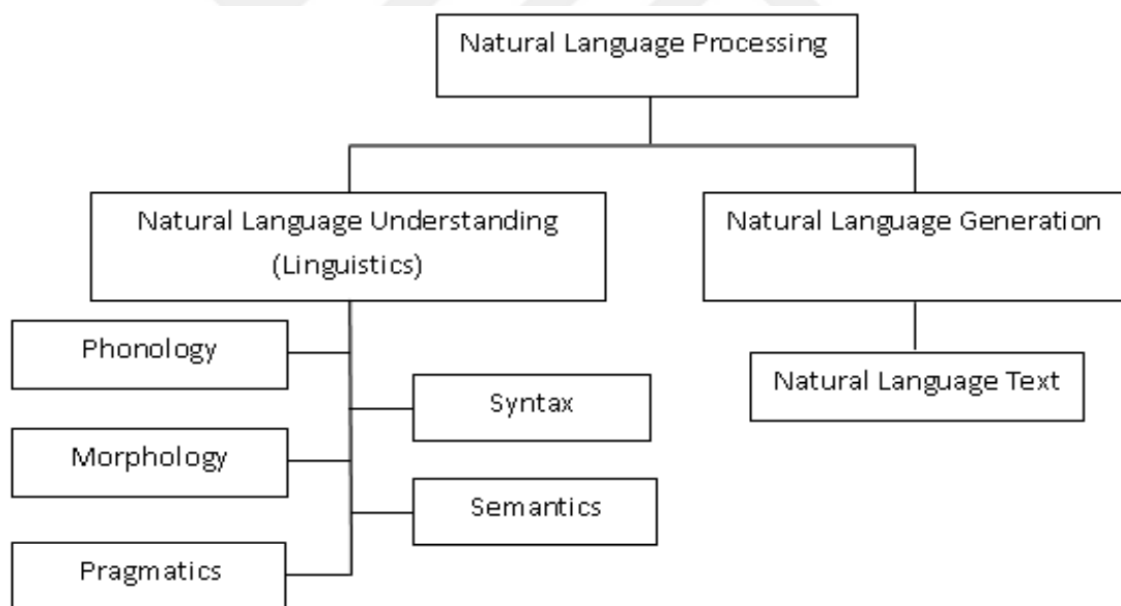 Natural Language Processing
Natural Language Understanding
(Linguistics)
Natural Language Generation
Phonology
Natural Language Text
Syntax
Morphology
Semantics
Pragmatics